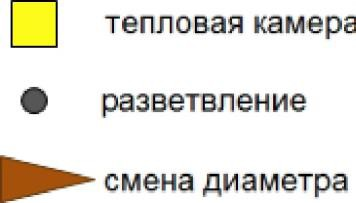 тепловая камера
разветвление
смена диаметра